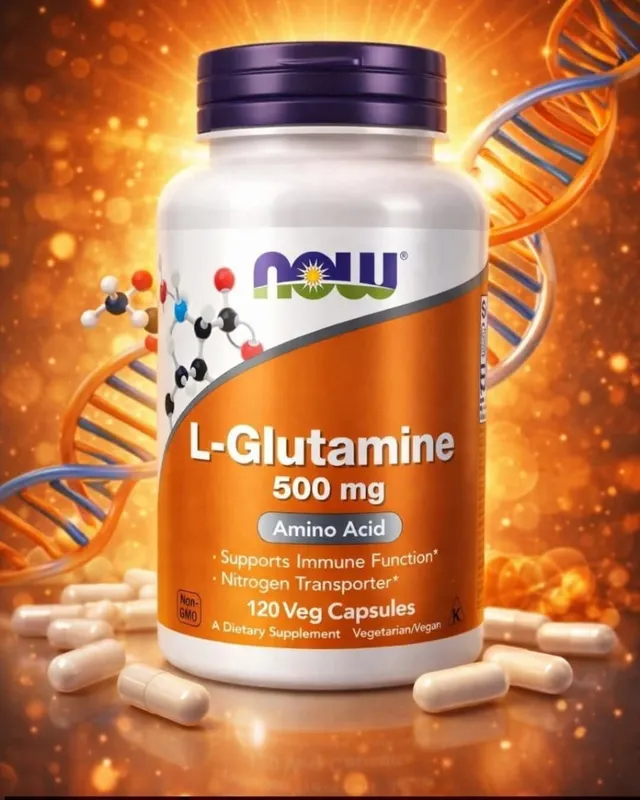 NOW®
L-Glutamine
500 mg
Amino Acid
· Supports Immune Function*
· Nitrogen Transporter*
Non-
GMO
120 Veg Capsules
A Dietary Supplement Vegetarian/Vegan
K